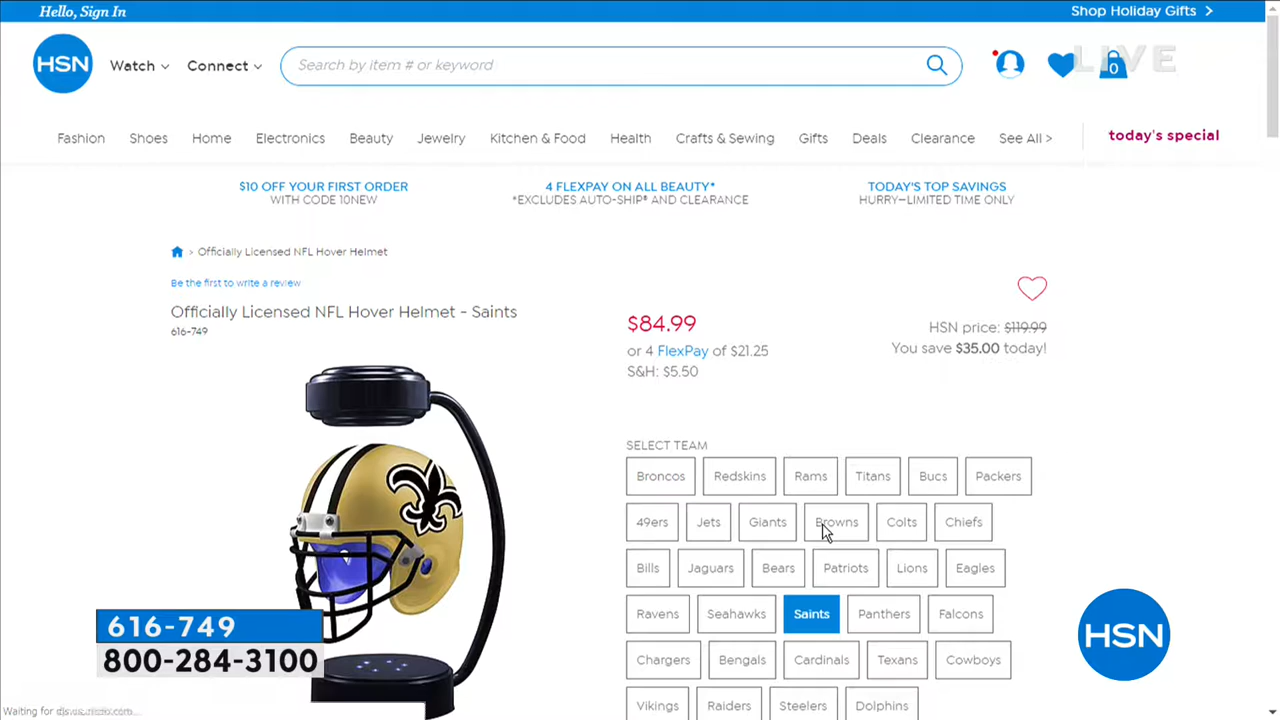 Hello, Sign In
Shop Holiday Gifts >
HSN
Watch
Connect
Search by item # or keyword
0
LIVE
Fashion
Shoes
Home
Electronics
Beauty
Jewelry
Kitchen & Food
Health
Crafts & Sewing
Gifts
Deals
Clearance
See All >
today's special
$10 OFF YOUR FIRST ORDER
WITH CODE 10NEW
4 FLEXPAY ON ALL BEAUTY*
*EXCLUDES AUTO-SHIP® AND CLEARANCE
TODAY'S TOP SAVINGS
HURRY—LIMITED TIME ONLY
> Officially Licensed NFL Hover Helmet
Be the first to write a review
Officially Licensed NFL Hover Helmet - Saints
616-749
$84.99
or 4 FlexPay of $21.25
S&H: $5.50
HSN price: $119.99
You save $35.00 today!
SELECT TEAM
Broncos
Redskins
Rams
Titans
Bucs
Packers
49ers
Jets
Giants
Browns
Colts
Chiefs
Bills
Jaguars
Bears
Patriots
Lions
Eagles
Ravens
Seahawks
Saints
Panthers
Falcons
Chargers
Bengals
Cardinals
Texans
Cowboys
Vikings
Raiders
Steelers
Dolphins
616-749
800-284-3100
HSN
Waiting for